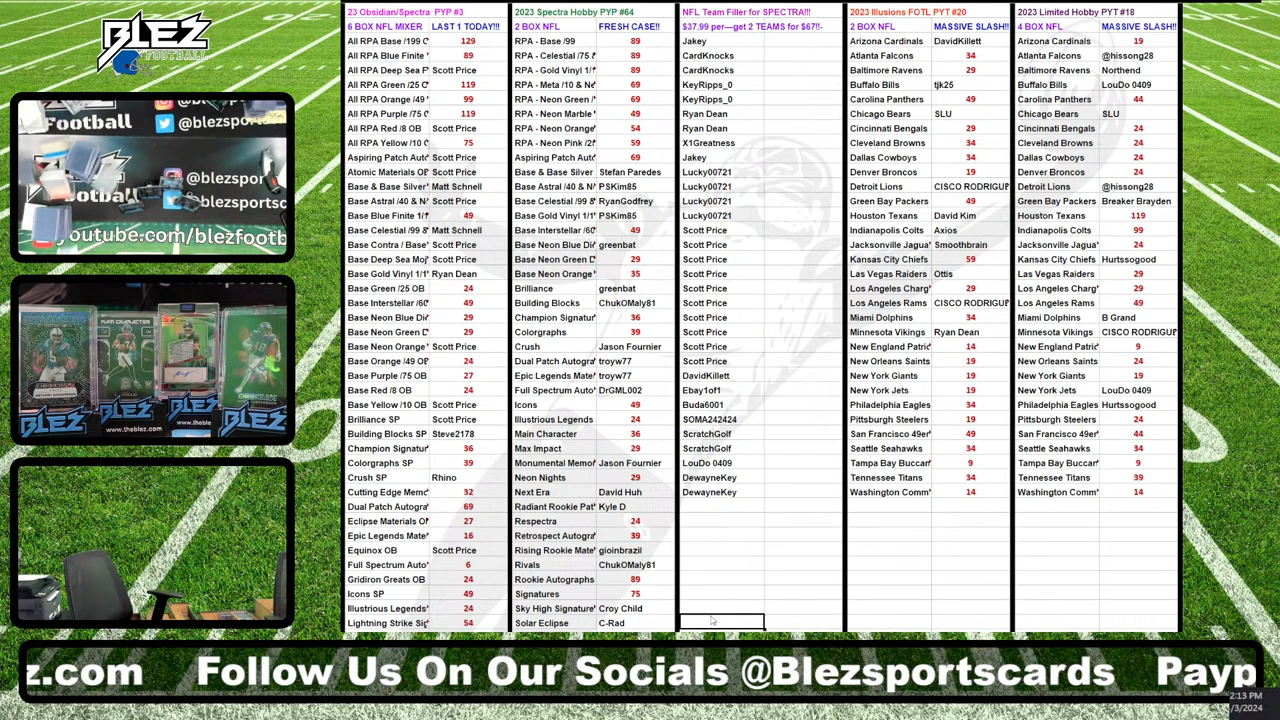 BLEZ
FOOTBALL
Football
@blezsports
@blezspor
@blezsports
youtube.com/blezfootb
BLEZ
www.theblez.com
23 Obsidian/Spectra PYP #3
6 BOX NFL MIXER LAST 1 TODAY!!!
All RPA Base /199 129
All RPA Blue Finite 89
All RPA Deep Sea Scott Price
All RPA Green /25 119
All RPA Orange /49 99
All RPA Purple /75 119
All RPA Red /8 OB Scott Price
All RPA Yellow /10 75
Aspiring Patch Aut Scott Price
Atomic Materials O Scott Price
Base & Base Silver Matt Schnell
Base Astral /40 & N Scott Price
Base Blue Finite 1/ 49
Base Celestial /99 8 Matt Schnell
Base Contra / Base Scott Price
Base Deep Sea Moj Scott Price
Base Gold Vinyl 1/1 Ryan Dean
Base Green /25 OB 24
Base Interstellar /60 49
Base Neon Blue Di 29
Base Neon Green D 29
Base Neon Orange Scott Price
Base Orange /49 O 24
Base Purple /75 OB 27
Base Red /8 OB 24
Base Yellow /10 OB Scott Price
Brilliance SP Scott Price
Building Blocks SP Steve2178
Champion Signatur 36
Colorgraphs SP 39
Crush SP Rhino
Cutting Edge Memo 32
Dual Patch Autogra 69
Eclipse Materials O 27
Epic Legends Mate 16
Equinox OB Scott Price
Full Spectrum Auto 6
Gridiron Greats OB 24
Icons SP 49
Illustrious Legends 24
Lightning Strike Sig 54
2023 Spectra Hobby PYP #64
2 BOX NFL FRESH CASE!!
RPA - Base /99 89
RPA - Celestial /75 89
RPA - Gold Vinyl 1/ 89
RPA - Meta /10 & Ne 69
RPA - Neon Green / 69
RPA - Neon Marble 49
RPA - Neon Orange 54
RPA - Neon Pink /2 59
Aspiring Patch Aut 69
Base & Base Silver Stefan Paredes
Base Astral /40 & N PSKim85
Base Celestial /99 8 RyanGodfrey
Base Gold Vinyl 1/1 PSKim85
Base Interstellar /60 49
Base Neon Blue Di greenbat
Base Neon Green D 29
Base Neon Orange 35
Brilliance greenbat
Building Blocks ChukOMaly81
Champion Signatur 36
Colorgraphs 39
Crush Jason Fournier
Dual Patch Autogra troyw77
Epic Legends Mate troyw77
Full Spectrum Auto DrGML002
Icons 49
Illustrious Legends 24
Main Character 36
Max Impact 29
Monumental Memo Jason Fournier
Neon Nights 29
Next Era David Huh
Radiant Rookie Pat Kyle D
Respectra 24
Retrospect Autogra 39
Rising Rookie Mate gioinbrazil
Rivals ChukOMaly81
Rookie Autographs 89
Signatures 75
Sky High Signature Croy Child
Solar Eclipse C-Rad
NFL Team Filler for SPECTRA!!!
$37.99 per---get 2 TEAMS for $67!!-
Jakey
CardKnocks
CardKnocks
KeyRipps_0
KeyRipps_0
Ryan Dean
Ryan Dean
X1Greatness
Jakey
Lucky00721
Lucky00721
Lucky00721
Lucky00721
Scott Price
Scott Price
Scott Price
Scott Price
Scott Price
Scott Price
Scott Price
Scott Price
Scott Price
Scott Price
DavidKillett
Ebay1of1
Buda6001
SOMA242424
ScratchGolf
ScratchGolf
LouDo 0409
DewayneKey
DewayneKey
2023 Illusions FOTL PYT #20
2 BOX NFL MASSIVE SLASH!!
Arizona Cardinals DavidKillett
Atlanta Falcons 34
Baltimore Ravens 29
Buffalo Bills tjk25
Carolina Panthers 49
Chicago Bears SLU
Cincinnati Bengals 29
Cleveland Browns 34
Dallas Cowboys 34
Denver Broncos 19
Detroit Lions CISCO RODRIGU
Green Bay Packers 49
Houston Texans David Kim
Indianapolis Colts Axios
Jacksonville Jagua Smoothbrain
Kansas City Chiefs 59
Las Vegas Raiders Ottis
Los Angeles Charg 29
Los Angeles Rams CISCO RODRIGU
Miami Dolphins 34
Minnesota Vikings Ryan Dean
New England Patri 14
New Orleans Saints 19
New York Giants 19
New York Jets 19
Philadelphia Eagles 34
Pittsburgh Steelers 19
San Francisco 49er 49
Seattle Seahawks 34
Tampa Bay Buccan 9
Tennessee Titans 34
Washington Comm 14
2023 Limited Hobby PYT #18
4 BOX NFL MASSIVE SLASH!!
Arizona Cardinals 19
Atlanta Falcons @hissong28
Baltimore Ravens Northend
Buffalo Bills LouDo 0409
Carolina Panthers 44
Chicago Bears SLU
Cincinnati Bengals 24
Cleveland Browns 24
Dallas Cowboys 24
Denver Broncos 24
Detroit Lions @hissong28
Green Bay Packers Breaker Brayden
Houston Texans 119
Indianapolis Colts 99
Jacksonville Jagua 24
Kansas City Chiefs Hurtssogood
Las Vegas Raiders 29
Los Angeles Charg 29
Los Angeles Rams 49
Miami Dolphins B Grand
Minnesota Vikings CISCO RODRIGU
New England Patri 9
New Orleans Saints 24
New York Giants 19
New York Jets LouDo 0409
Philadelphia Eagles Hurtssogood
Pittsburgh Steelers 24
San Francisco 49er 44
Seattle Seahawks 34
Tampa Bay Buccan 9
Tennessee Titans 39
Washington Comm 14
z.com Follow Us On Our Socials @Blezsportscards Payp
2:13 PM
/3/2024